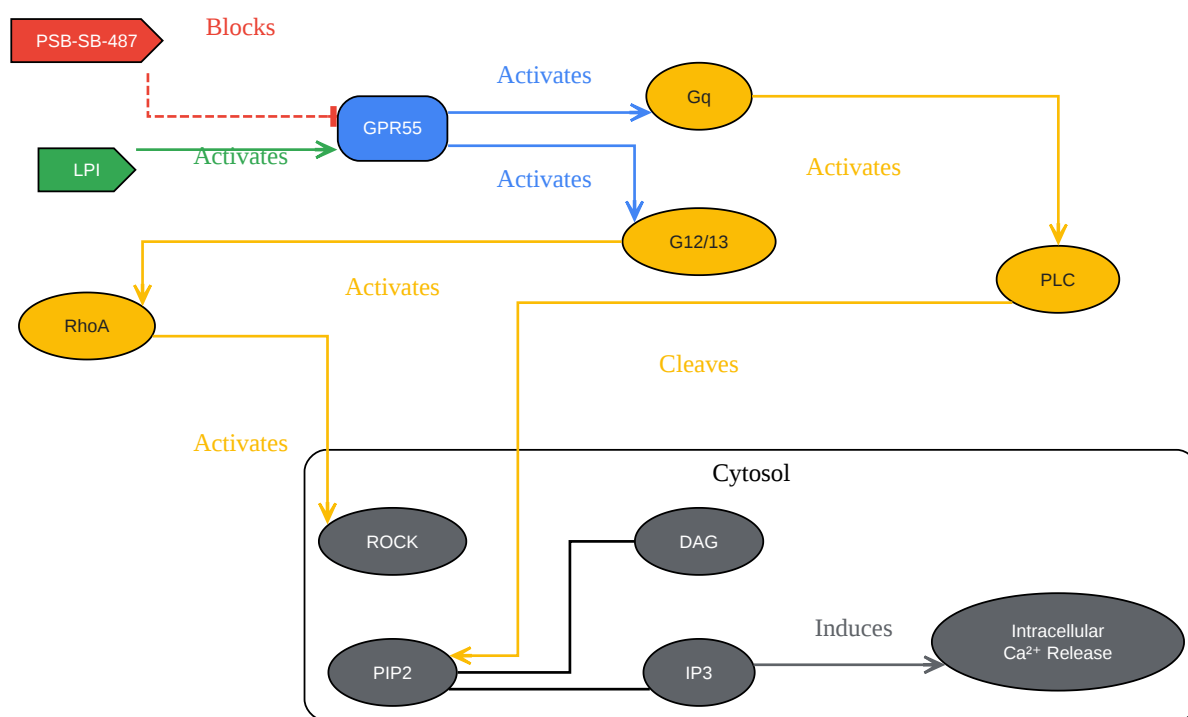 PSB-SB-487
Blocks
Activates
Gq
GPR55
LPI
Activates
Activates
Activates
G12/13
PLC
Activates
RhoA
Cleaves
Activates
Cytosol
ROCK
DAG
Induces
Intracellular
Ca²⁺ Release
PIP2
IP3